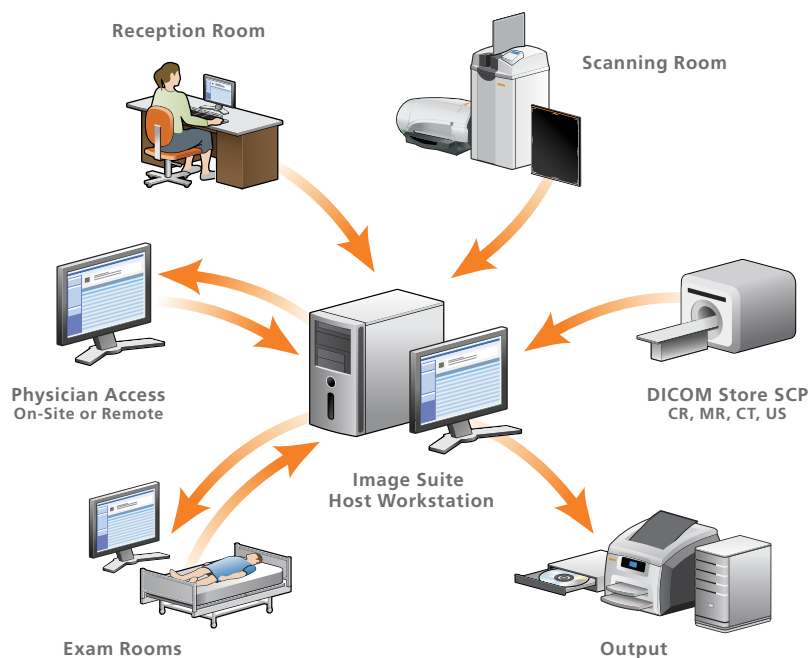 Reception Room
Scanning Room
Physician Access
On-Site or Remote
DICOM Store SCP
CR, MR, CT, US
Image Suite
Host Workstation
Exam Rooms
Output